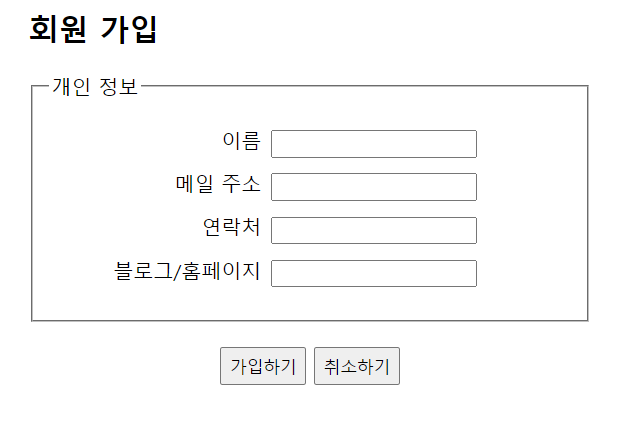 회원 가입
개인 정보
이름
메일 주소
연락처
블로그/홈페이지
가입하기 취소하기